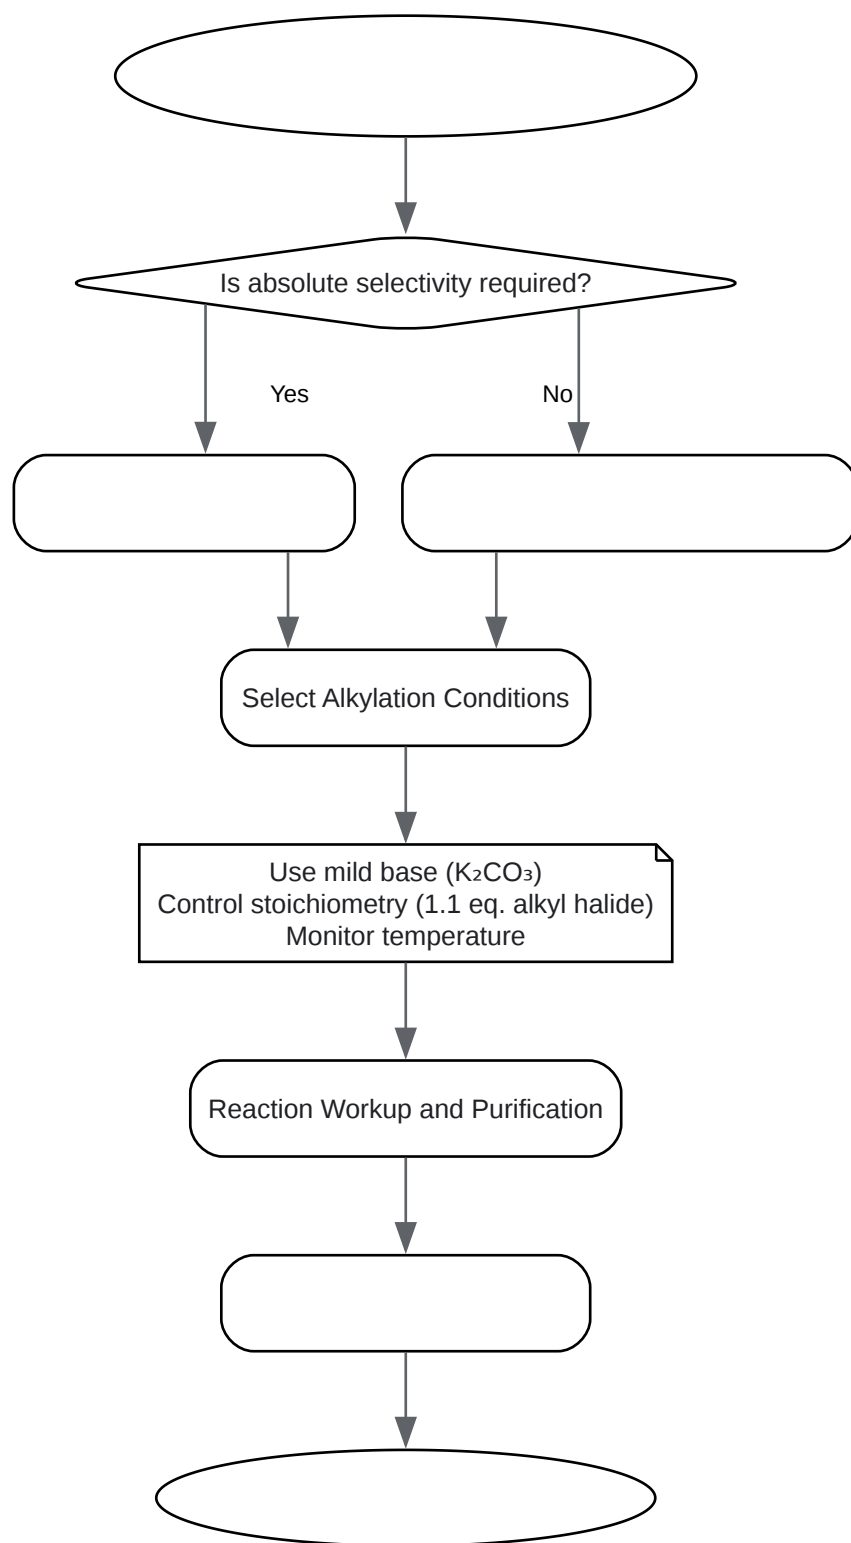 Is absolute selectivity required?
Yes
No
Select Alkylation Conditions
Use mild base (K₂CO₃)
Control stoichiometry (1.1 eq. alkyl halide)
Monitor temperature
Reaction Workup and Purification